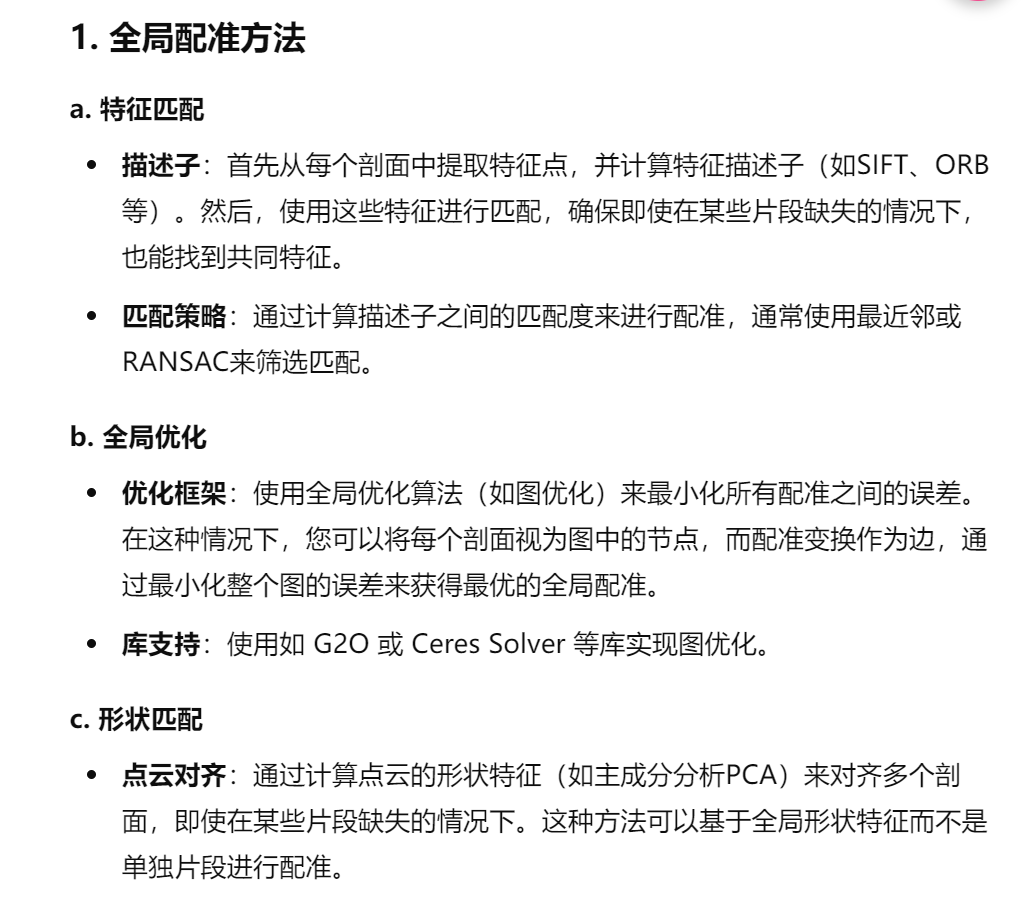 1. 全局配准方法
a. 特征匹配
• 描述子：首先从每个剖面中提取特征点，并计算特征描述子（如SIFT、ORB
等）。然后，使用这些特征进行匹配，确保即使在某些片段缺失的情况下，
也能找到共同特征。
• 匹配策略：通过计算描述子之间的匹配度来进行配准，通常使用最近邻或
RANSAC来筛选匹配。
b. 全局优化
• 优化框架：使用全局优化算法（如图优化）来最小化所有配准之间的误差。
在这种情况下，您可以将每个剖面视为图中的节点，而配准变换作为边，通
过最小化整个图的误差来获得最优的全局配准。
• 库支持：使用如 G2O 或 Ceres Solver 等库实现图优化。
c. 形状匹配
• 点云对齐：通过计算点云的形状特征（如主成分分析PCA）来对齐多个剖
面，即使在某些片段缺失的情况下。这种方法可以基于全局形状特征而不是
单独片段进行配准。